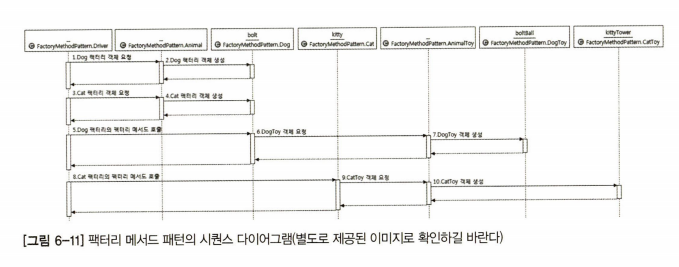 bolt
kitty
boltBall
kittyTower
FactoryMethodPattern.Driver
FactoryMethodPattern.Animal
FactoryMethodPattern.Dog
FactoryMethodPattern.Cat
FactoryMethodPattern.AnimalToy
FactoryMethodPattern.DogToy
FactoryMethodPattern.CatToy
1.Dog 팩터리 객체 요청
2.Dog 팩터리 객체 생성
3.Cat 팩터리 객체 요청
4.Cat 팩터리 객체 생성
5.Dog 팩터리의 팩터리 메서드 호출
6.DogToy 객체 요청
7.DogToy 객체 생성
8.Cat 팩터리의 팩터리 메서드 호출
9.CatToy 객체 요청
10.CatToy 객체 생성
[그림 6-11] 팩터리 메서드 패턴의 시퀀스 다이어그램(별도로 제공된 이미지로 확인하길 바란다)